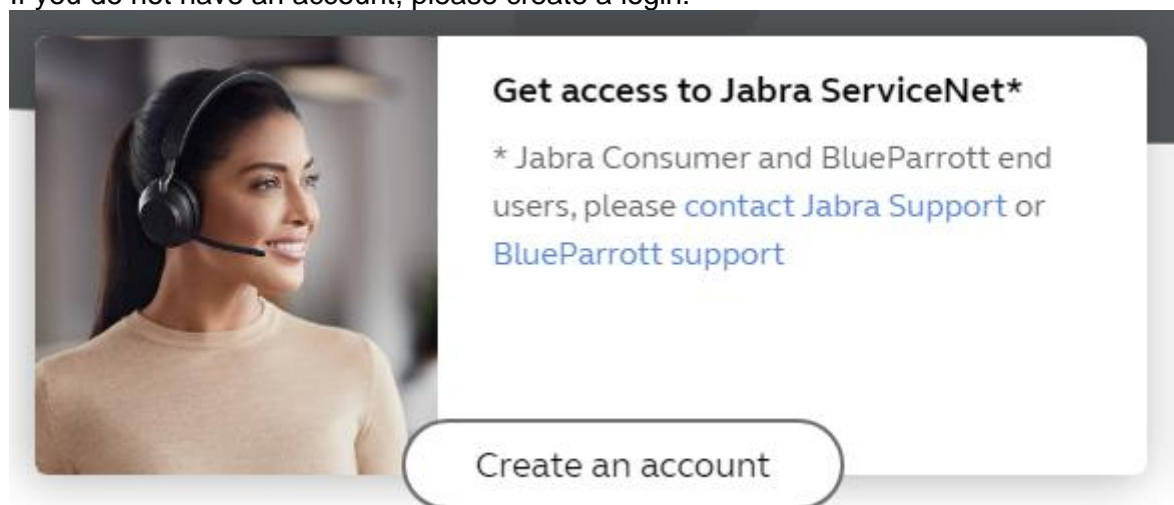 If you do not have an account, please create a login.
Get access to Jabra ServiceNet*
* Jabra Consumer and BlueParrott end
users, please contact Jabra Support or
BlueParrott support
Create an account